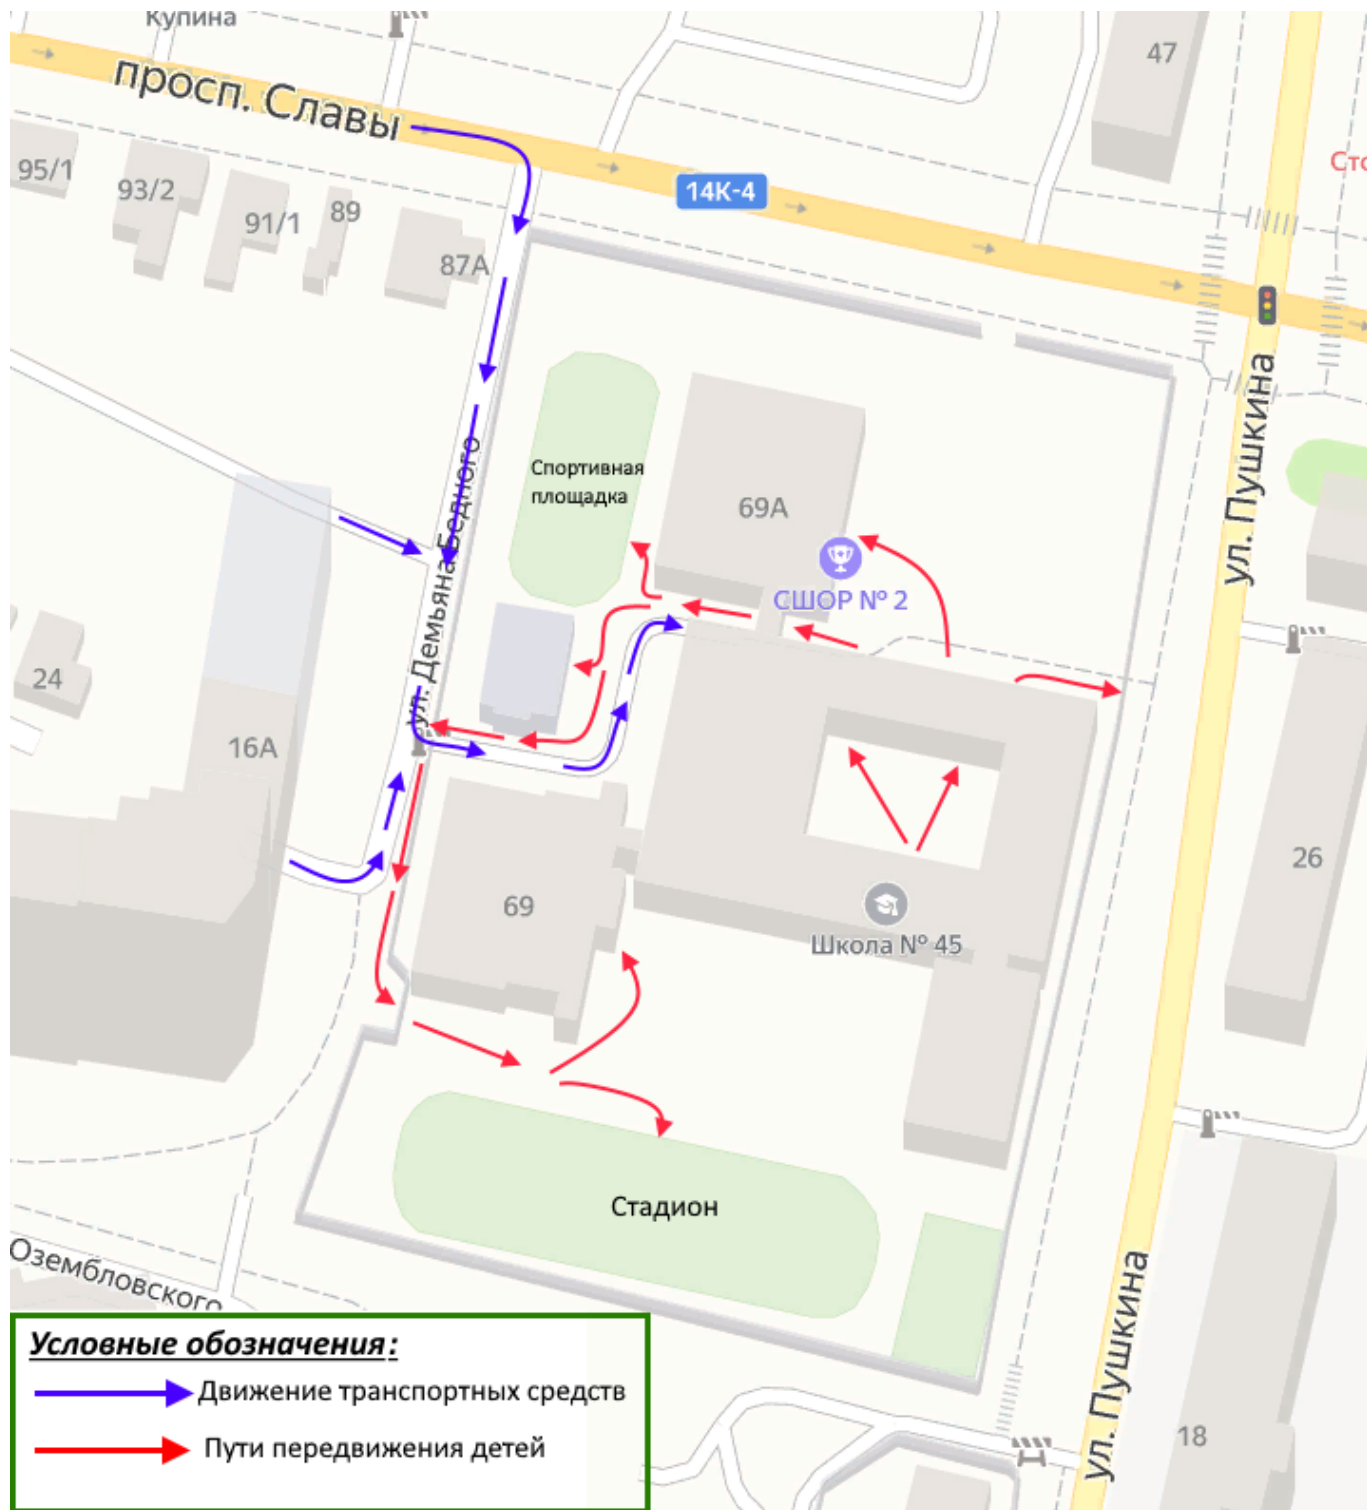 Купина
просп. Славы
47
14К-4
95/1
93/2
91/1
89
87А
ул. Пушкина
ул. Демьяна Бедного
Спортивная
площадка
69А
СШОР № 2
24
16А
69
Школа № 45
26
Стадион
Озембловского
ул. Пушкина
18
Условные обозначения:
Движение транспортных средств
Пути передвижения детей